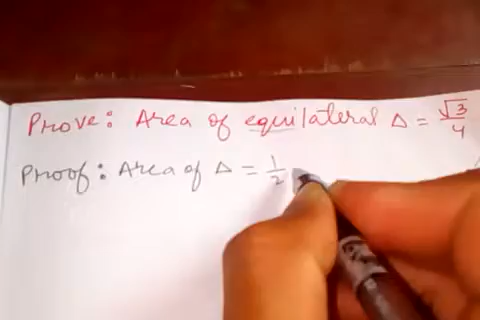 Prove: Area of equilateral Δ = √3/4
Proof: Area of Δ = 1/2